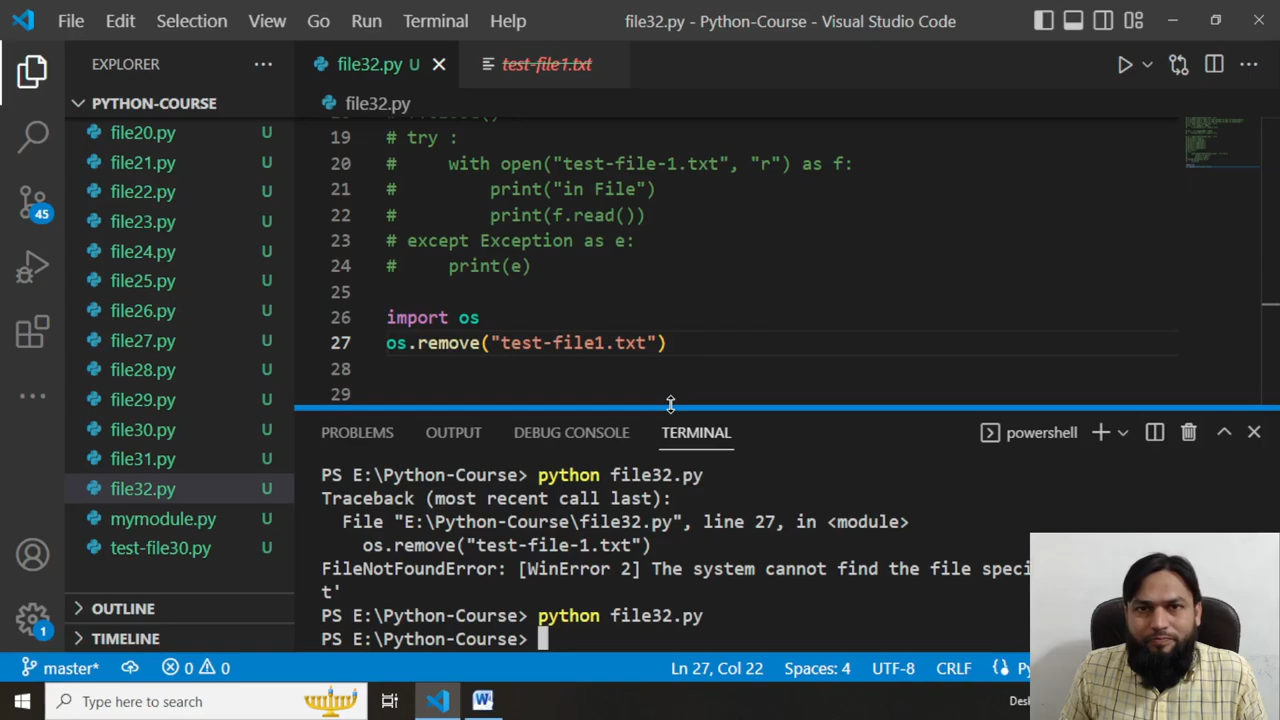 File Edit Selection View Go Run Terminal Help file32.py - Python-Course - Visual Studio Code
EXPLORER
file32.py U
test-file1.txt
PYTHON-COURSE
file32.py
file20.py U
file21.py U
file22.py U
file23.py U
file24.py U
file25.py U
file26.py U
file27.py U
file28.py U
file29.py U
file30.py U
file31.py U
file32.py U
mymodule.py U
test-file30.py U
OUTLINE
TIMELINE
45
1
19 # try :
20 #     with open("test-file-1.txt", "r") as f:
21 #         print("in File")
22 #         print(f.read())
23 # except Exception as e:
24 #     print(e)
25
26 import os
27 os.remove("test-file1.txt")
28
29
PROBLEMS OUTPUT DEBUG CONSOLE TERMINAL powershell
PS E:\Python-Course> python file32.py
Traceback (most recent call last):
  File "E:\Python-Course\file32.py", line 27, in <module>
    os.remove("test-file-1.txt")
FileNotFoundError: [WinError 2] The system cannot find the file speci
t'
PS E:\Python-Course> python file32.py
PS E:\Python-Course>
master* 0 0 Ln 27, Col 22 Spaces: 4 UTF-8 CRLF
Type here to search